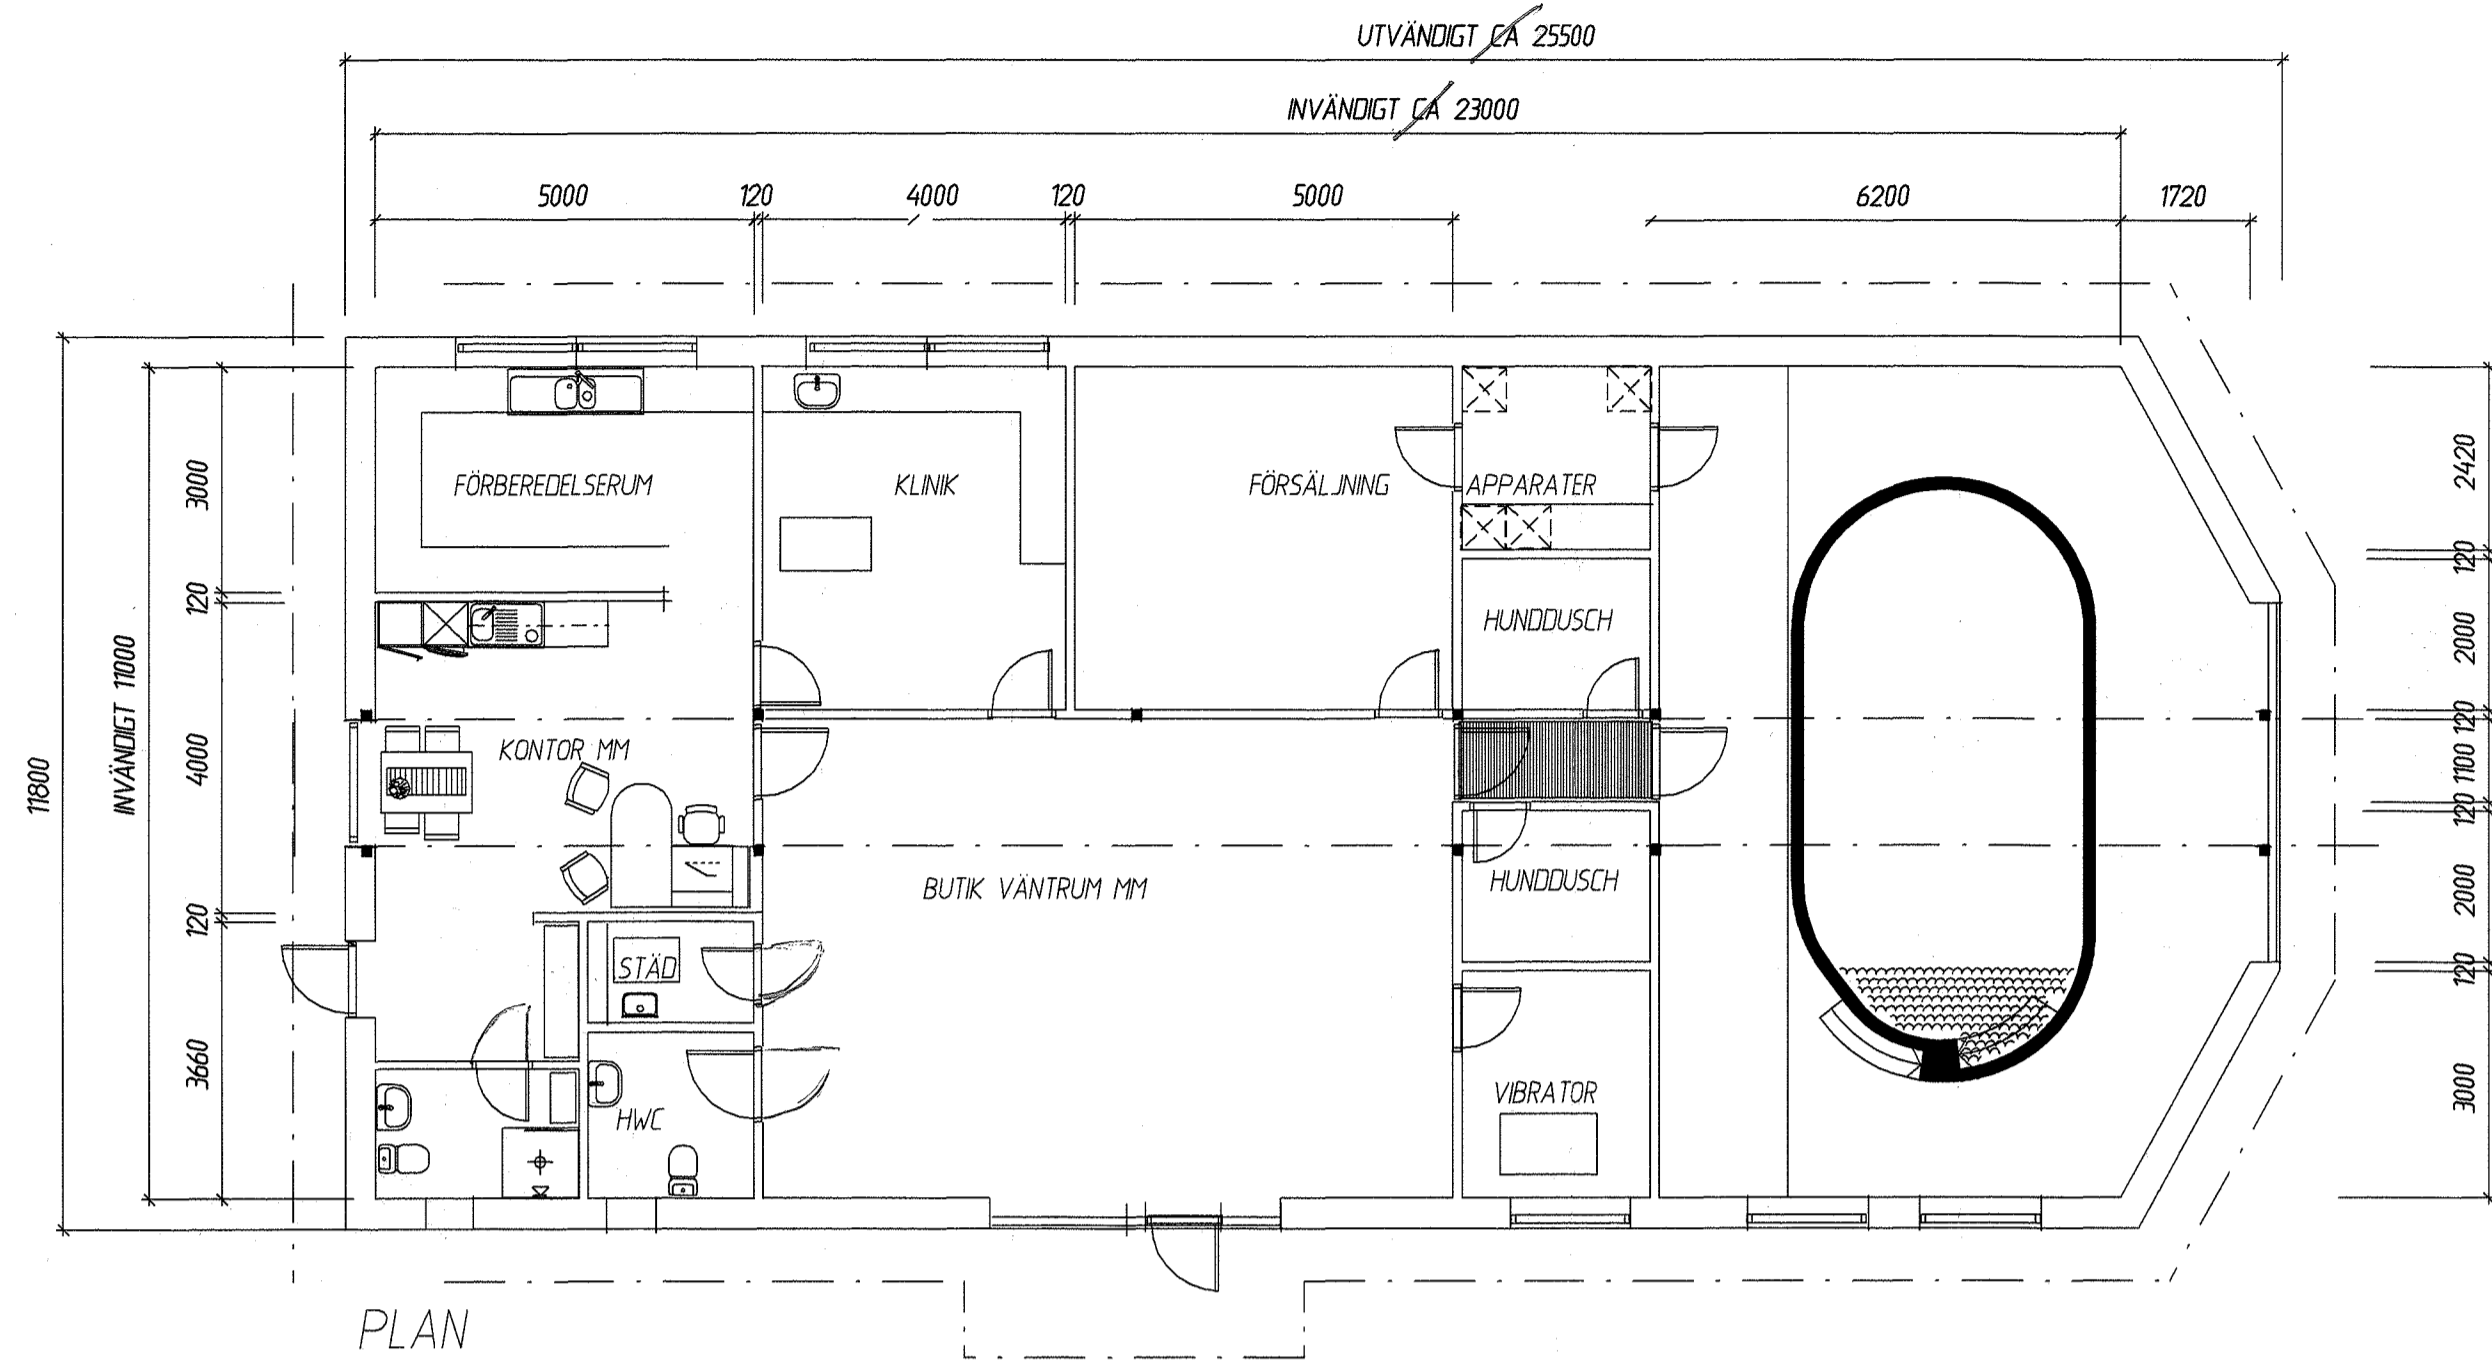 UTVÄNDIGT CA 25500
INVÄNDIGT CA 23000
5000 120 4000 120 5000 6200 1720
FÖRBEREDELSERUM
KLINIK
FÖRSÄLJNING
APPARATER
HUNDDUSCH
KONTOR MM
BUTIK VÄNTRUM MM
HUNDDUSCH
STÄD
HWC
VIBRATOR
11800
INVÄNDIGT 11000
3000
120
4000
120
3660
2420
120
2000
120
1100
120
2000
120
3000
PLAN